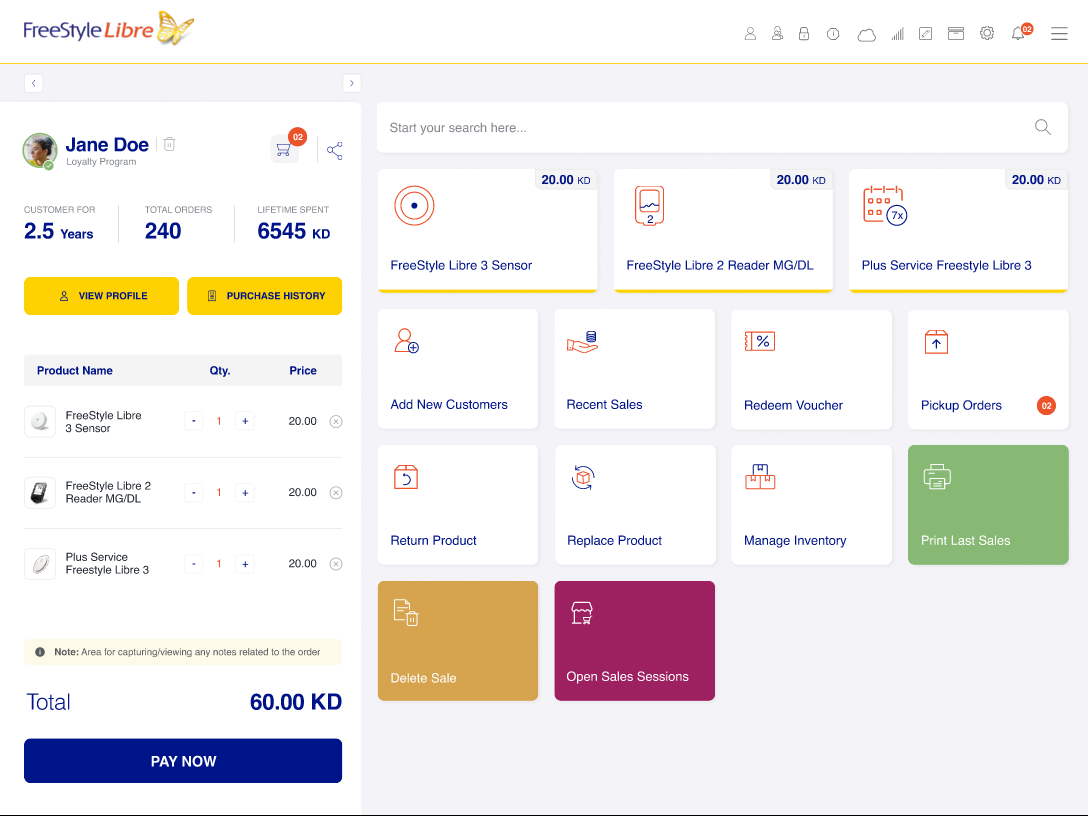 FreeStyle Libre
02
Jane Doe
Loyalty Program
02
CUSTOMER FOR
2.5 Years
TOTAL ORDERS
240
LIFETIME SPENT
6545 KD
VIEW PROFILE
PURCHASE HISTORY
Product Name Qty. Price
FreeStyle Libre
3 Sensor
- 1 + 20.00
FreeStyle Libre 2
Reader MG/DL
- 1 + 20.00
Plus Service
Freestyle Libre 3
- 1 + 20.00
Note: Area for capturing/viewing any notes related to the order
Total 60.00 KD
PAY NOW
Start your search here...
20.00 KD
FreeStyle Libre 3 Sensor
20.00 KD
2
FreeStyle Libre 2 Reader MG/DL
20.00 KD
7x
Plus Service Freestyle Libre 3
Add New Customers
Recent Sales
%
Redeem Voucher
Pickup Orders
02
Return Product
Replace Product
Manage Inventory
Print Last Sales
Delete Sale
Open Sales Sessions